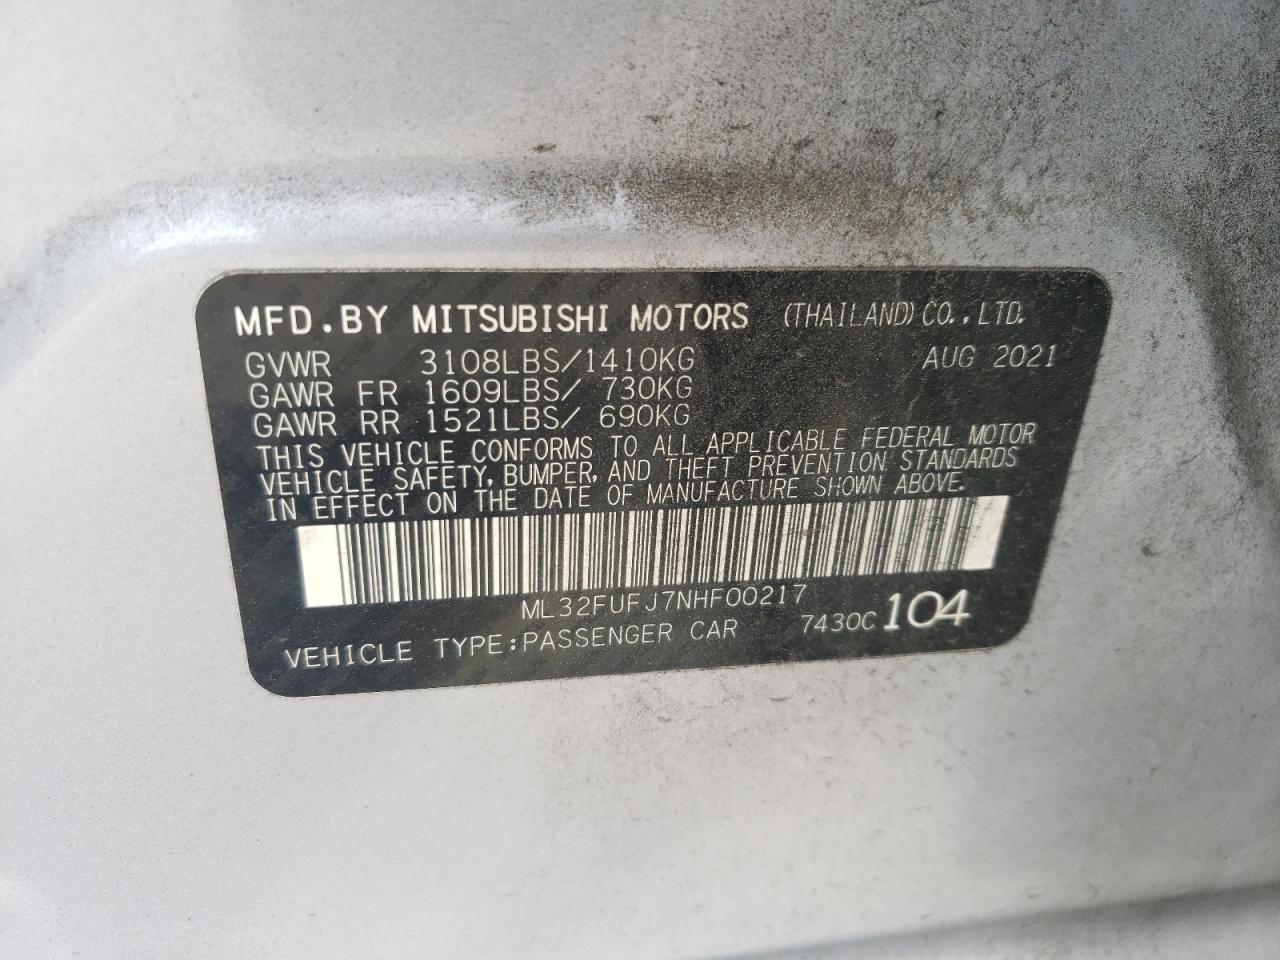 MFD.BY MITSUBISHI MOTORS (THAILAND) CO.,LTD.
GVWR 3108LBS/1410KG AUG 2021
GAWR FR 1609LBS/ 730KG
GAWR RR 1521LBS/ 690KG
THIS VEHICLE CONFORMS TO ALL APPLICABLE FEDERAL MOTOR
VEHICLE SAFETY, BUMPER, AND THEFT PREVENTION STANDARDS
IN EFFECT ON THE DATE OF MANUFACTURE SHOWN ABOVE.
ML32FUFJ7NHF00217
VEHICLE TYPE:PASSENGER CAR 7430C 104